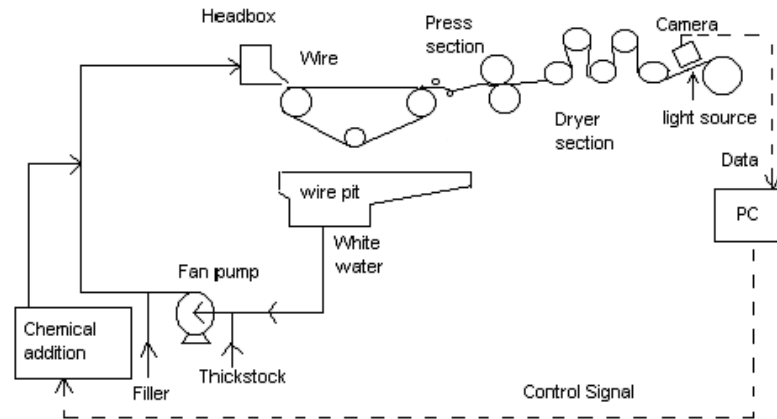 Headbox
Wire
Press
section
Camera
Dryer
section
light source
Data
PC
wire pit
White
water
Fan pump
Chemical
addition
Filler
Thickstock
Control Signal